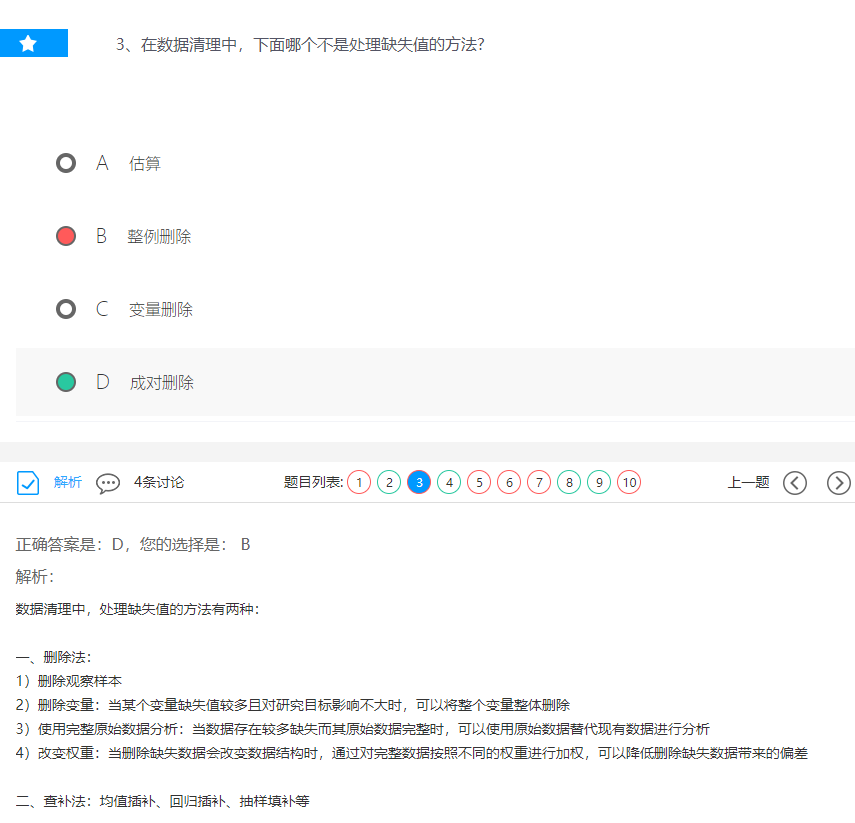 3、在数据清理中，下面哪个不是处理缺失值的方法?
A 估算
B 整例删除
C 变量删除
D 成对删除
解析 4条讨论 题目列表: 1 2 3 4 5 6 7 8 9 10 上一题
正确答案是：D，您的选择是： B
解析：
数据清理中，处理缺失值的方法有两种：
一、删除法：
1）删除观察样本
2）删除变量：当某个变量缺失值较多且对研究目标影响不大时，可以将整个变量整体删除
3）使用完整原始数据分析：当数据存在较多缺失而其原始数据完整时，可以使用原始数据替代现有数据进行分析
4）改变权重：当删除缺失数据会改变数据结构时，通过对完整数据按照不同的权重进行加权，可以降低删除缺失数据带来的偏差
二、查补法：均值插补、回归插补、抽样填补等